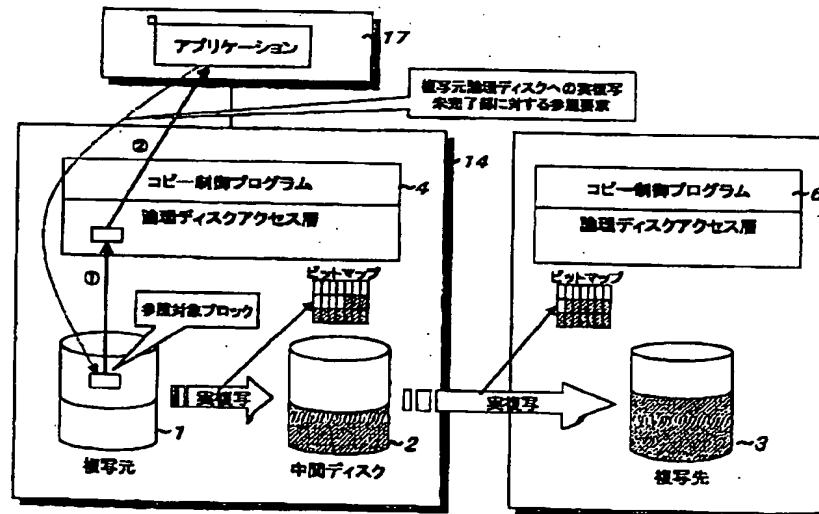 17
アプリケーション
複写元論理ディスクへの実複写
未完了部に対する参照要求
②
14
コピー制御プログラム
4
論理ディスクアクセス層
コピー制御プログラム
6
論理ディスクアクセス層
①
ビットマップ
ビットマップ
参照対象ブロック
実複写
実複写
1
2
3
複写元
中間ディスク
複写先